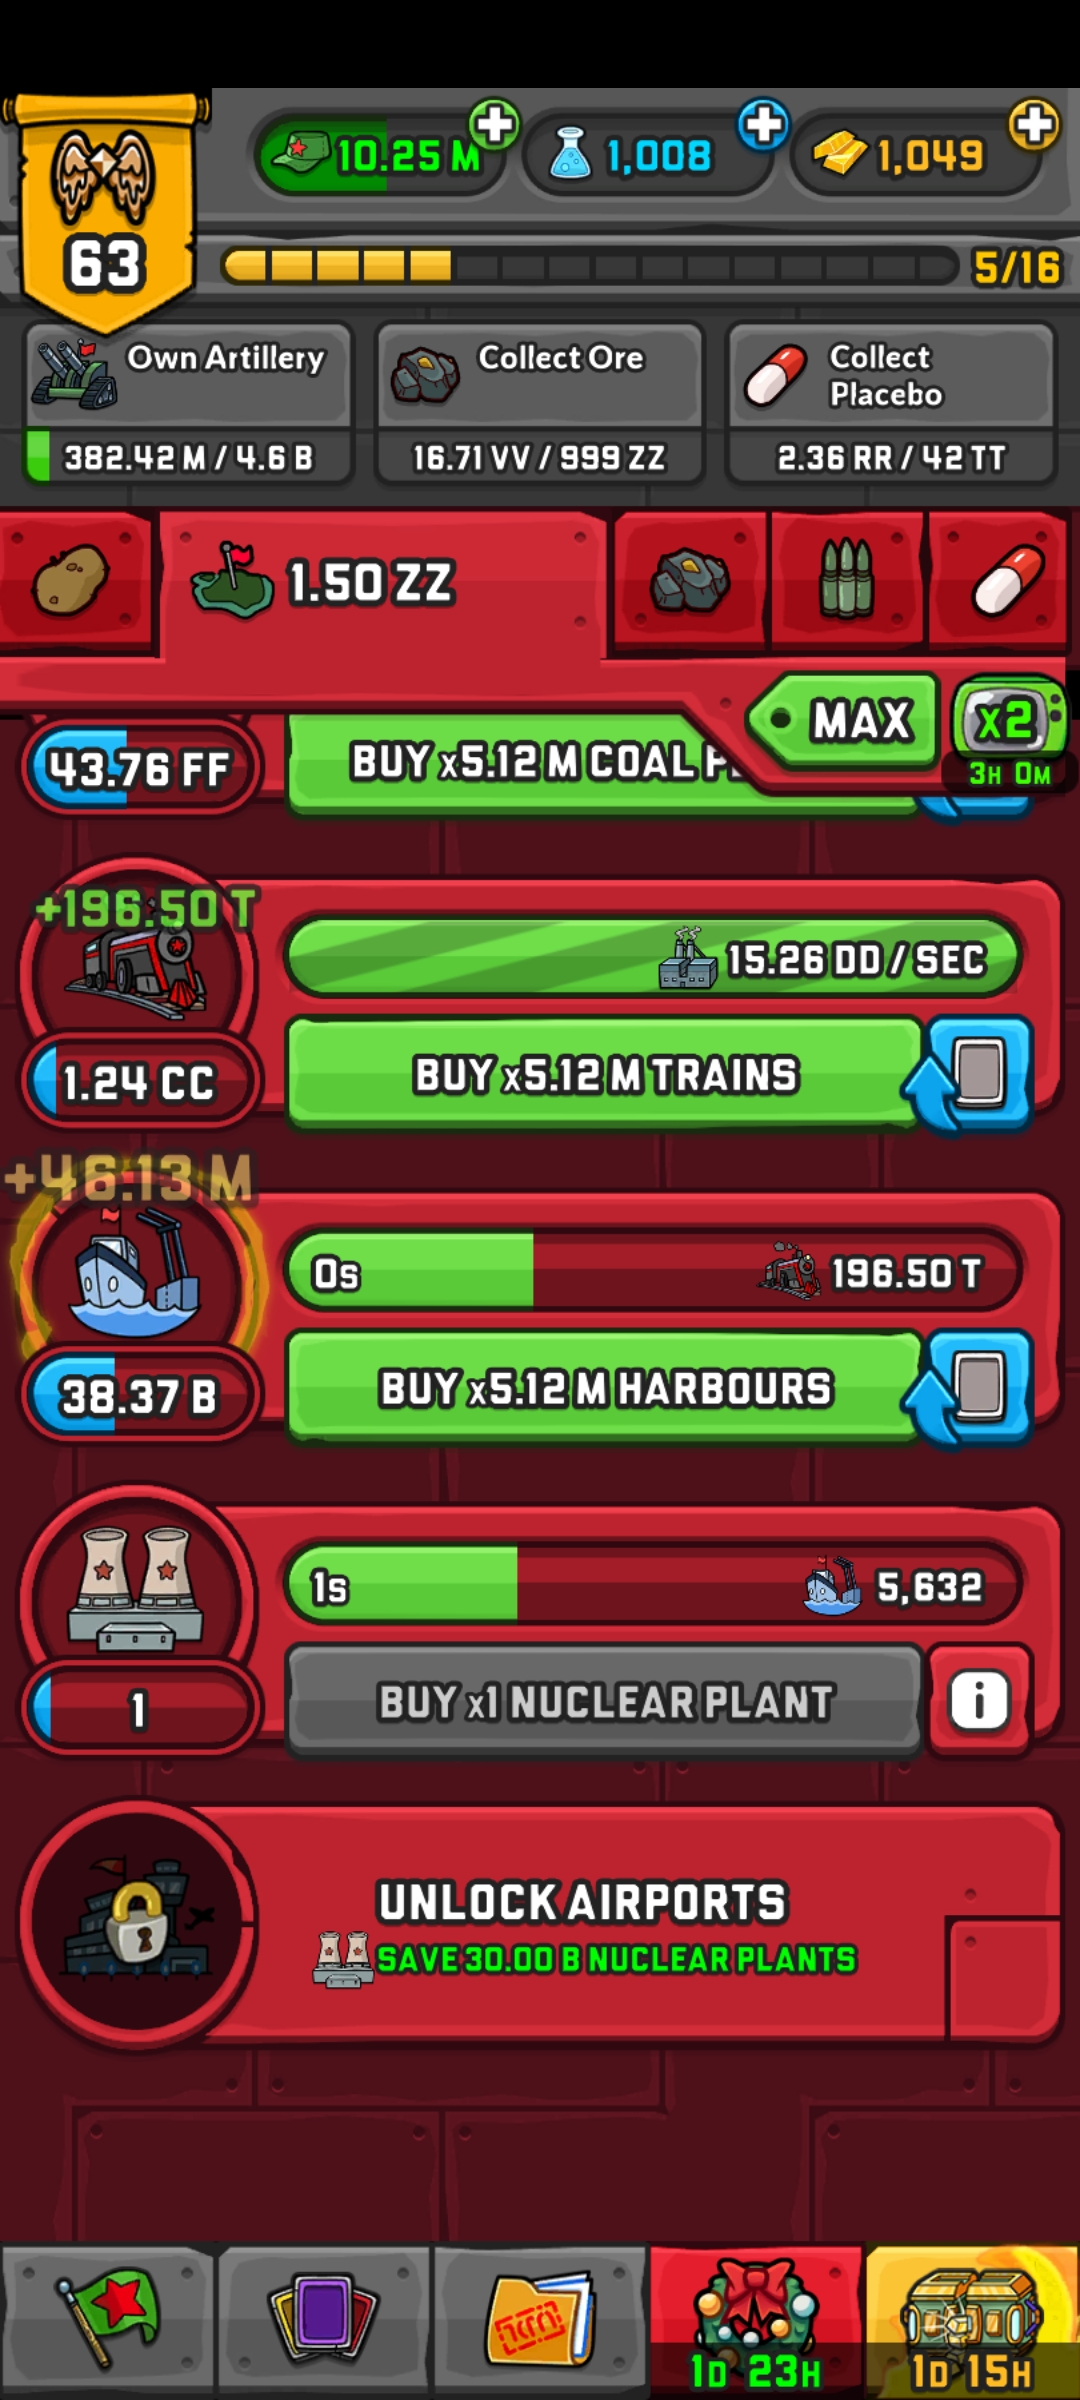 10.25 M
1,008
1,049
63
5/16
Own Artillery
Collect Ore
Collect
Placebo
382.42 M / 4.6 B
16.71 VV / 999 ZZ
2.36 RR / 42 TT
1.50 ZZ
MAX
x2
3H 0M
43.76 FF
BUY x5.12 M COAL
+196.50 T
15.26 DD / SEC
1.24 CC
BUY x5.12 M TRAINS
+46.13 M
0s
196.50 T
38.37 B
BUY x5.12 M HARBOURS
1s
5,632
1
BUY x1 NUCLEAR PLANT
i
UNLOCK AIRPORTS
SAVE 30.00 B NUCLEAR PLANTS
1D 23H
1D 15H